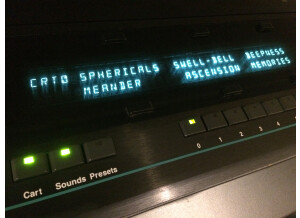 CRT0 SPHERICALS SWELL-BELL DEEPNESS
MEANDER ASCENSION MEMORIES
Cart Sounds Presets
0 1 2 3 4